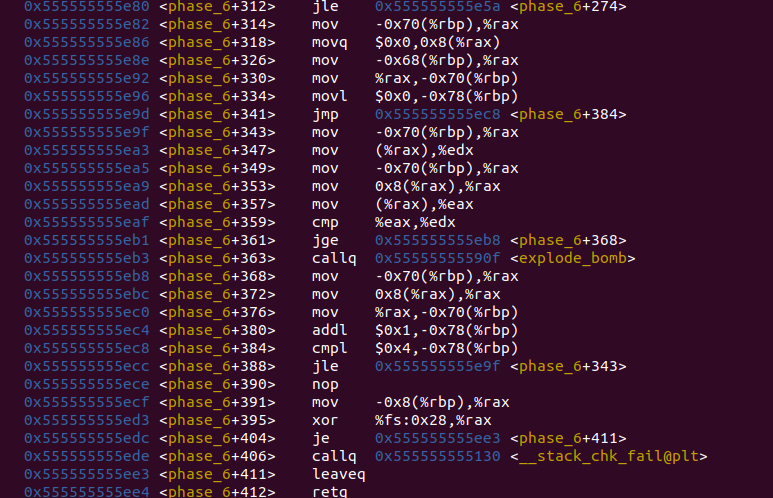 0x555555555e80 <phase_6+312> jle 0x555555555e5a <phase_6+274>
0x555555555e82 <phase_6+314> mov -0x70(%rbp),%rax
0x555555555e86 <phase_6+318> movq $0x0,0x8(%rax)
0x555555555e8e <phase_6+326> mov -0x68(%rbp),%rax
0x555555555e92 <phase_6+330> mov %rax,-0x70(%rbp)
0x555555555e96 <phase_6+334> movl $0x0,-0x78(%rbp)
0x555555555e9d <phase_6+341> jmp 0x555555555ec8 <phase_6+384>
0x555555555e9f <phase_6+343> mov -0x70(%rbp),%rax
0x555555555ea3 <phase_6+347> mov (%rax),%edx
0x555555555ea5 <phase_6+349> mov -0x70(%rbp),%rax
0x555555555ea9 <phase_6+353> mov 0x8(%rax),%rax
0x555555555ead <phase_6+357> mov (%rax),%eax
0x555555555eaf <phase_6+359> cmp %eax,%edx
0x555555555eb1 <phase_6+361> jge 0x555555555eb8 <phase_6+368>
0x555555555eb3 <phase_6+363> callq 0x55555555590f <explode_bomb>
0x555555555eb8 <phase_6+368> mov -0x70(%rbp),%rax
0x555555555ebc <phase_6+372> mov 0x8(%rax),%rax
0x555555555ec0 <phase_6+376> mov %rax,-0x70(%rbp)
0x555555555ec4 <phase_6+380> addl $0x1,-0x78(%rbp)
0x555555555ec8 <phase_6+384> cmpl $0x4,-0x78(%rbp)
0x555555555ecc <phase_6+388> jle 0x555555555e9f <phase_6+343>
0x555555555ece <phase_6+390> nop
0x555555555ecf <phase_6+391> mov -0x8(%rbp),%rax
0x555555555ed3 <phase_6+395> xor %fs:0x28,%rax
0x555555555edc <phase_6+404> je 0x555555555ee3 <phase_6+411>
0x555555555ede <phase_6+406> callq 0x555555555130 <__stack_chk_fail@plt>
0x555555555ee3 <phase_6+411> leaveq
0x555555555ee4 <phase_6+412> retq